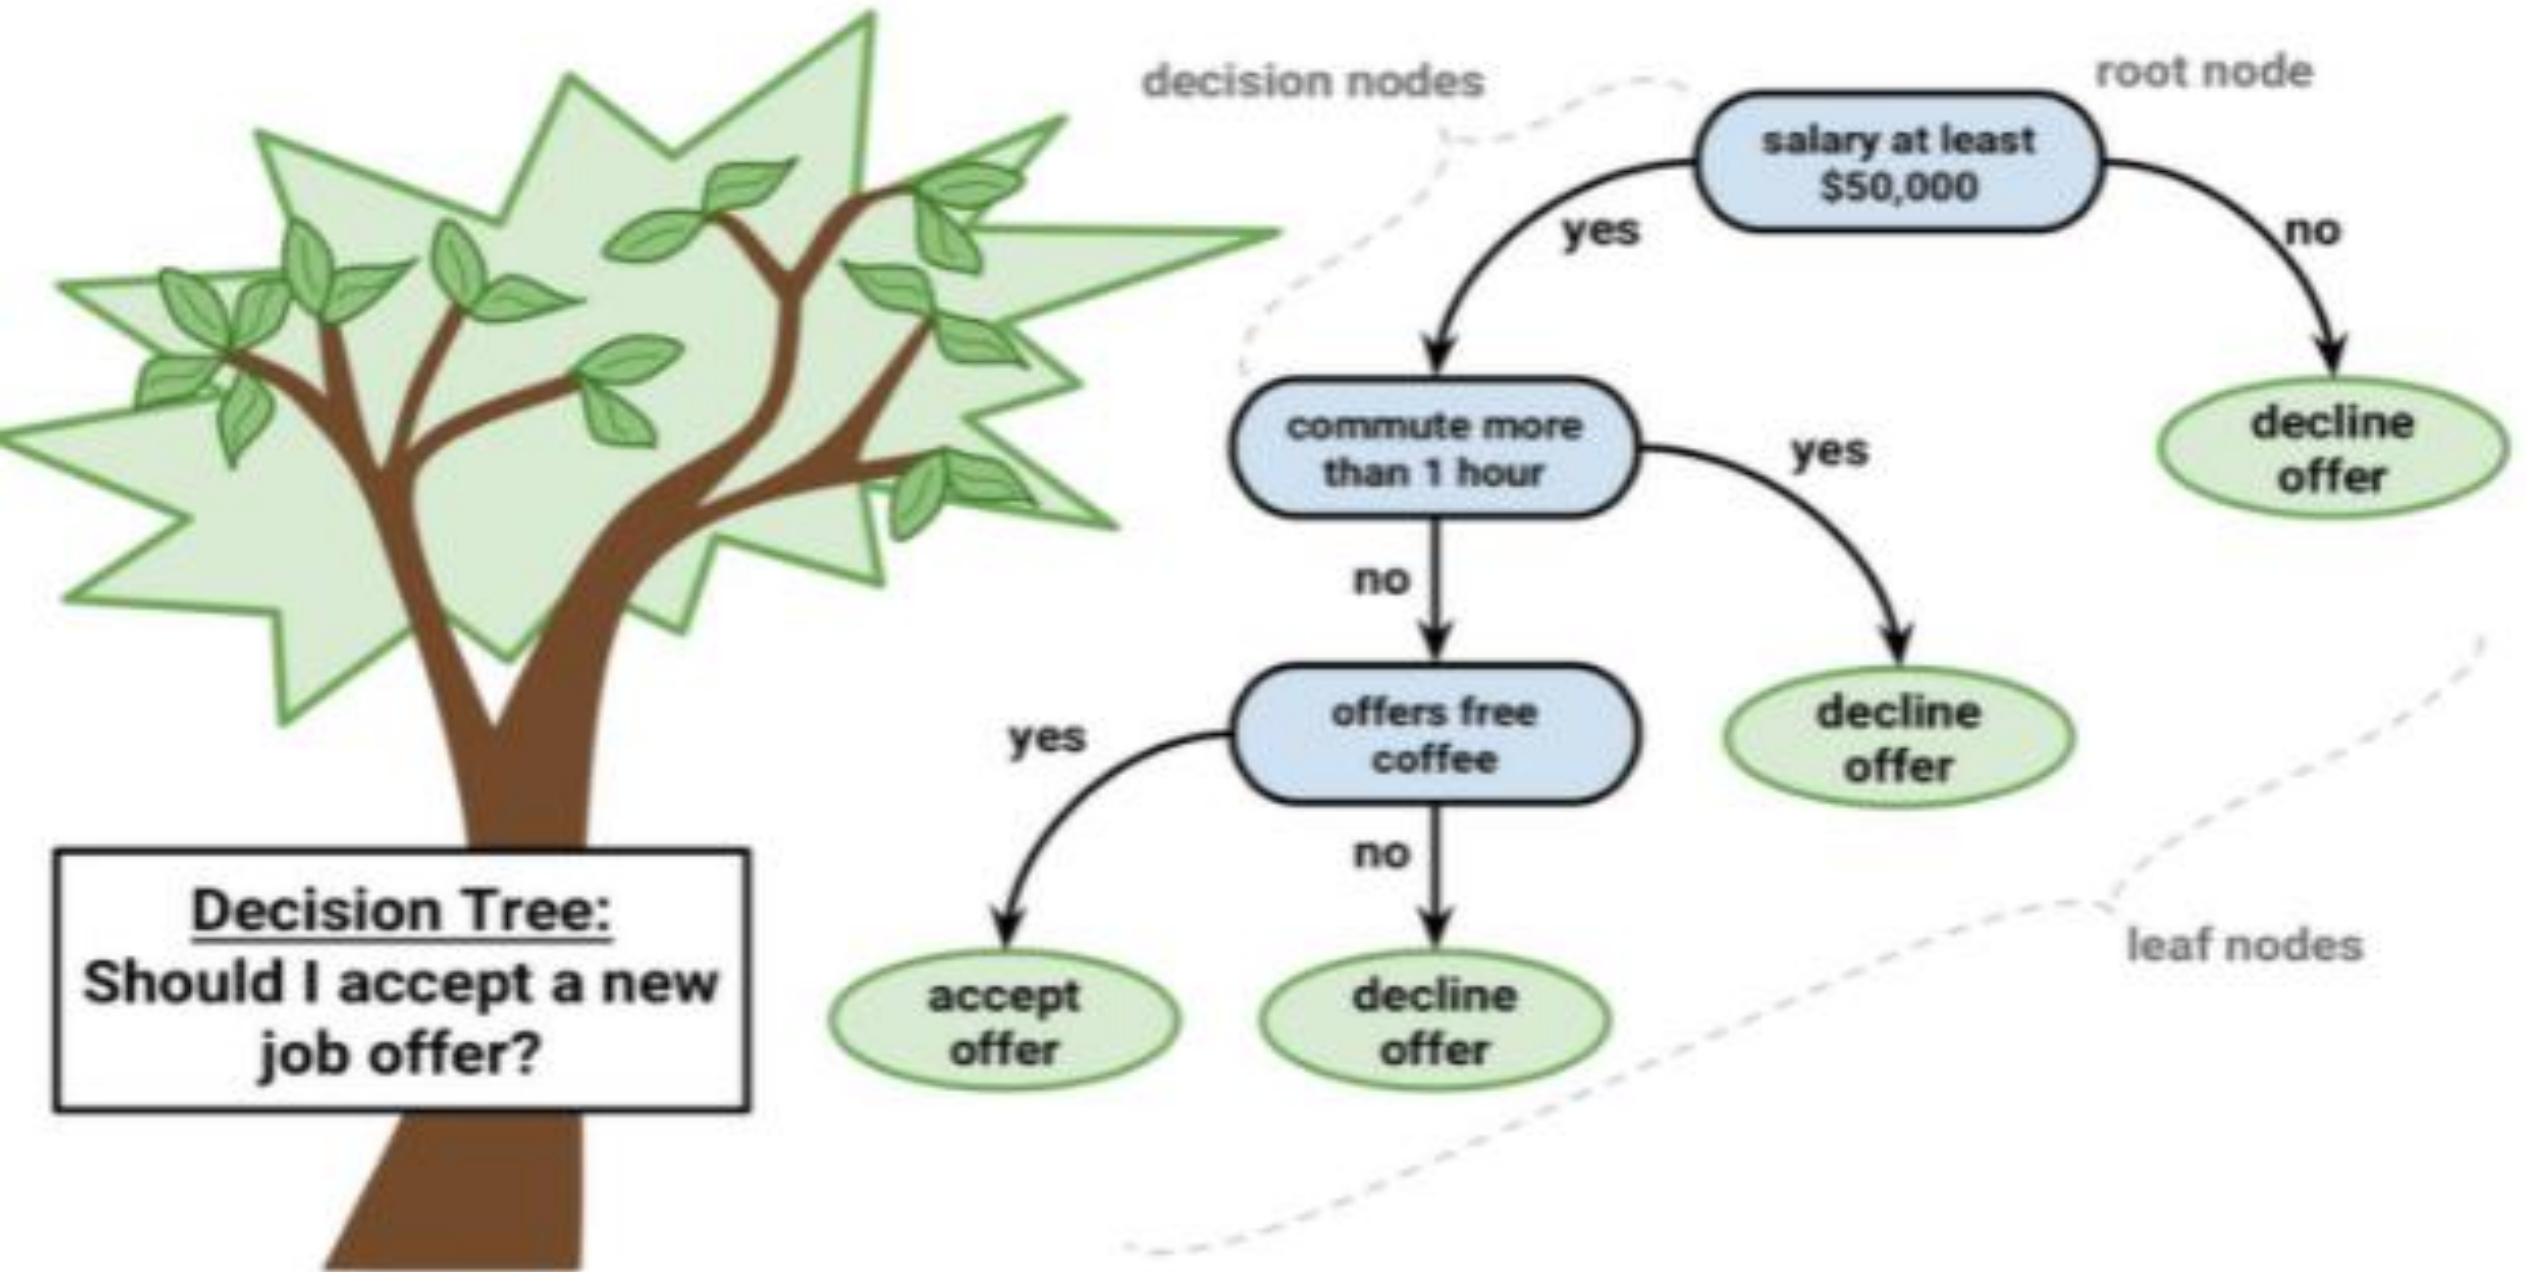 decision nodes
root node
salary at least
$50,000
yes
no
commute more
than 1 hour
yes
decline
offer
no
offers free
coffee
yes
decline
offer
no
accept
offer
decline
offer
leaf nodes
Decision Tree:
Should I accept a new
job offer?